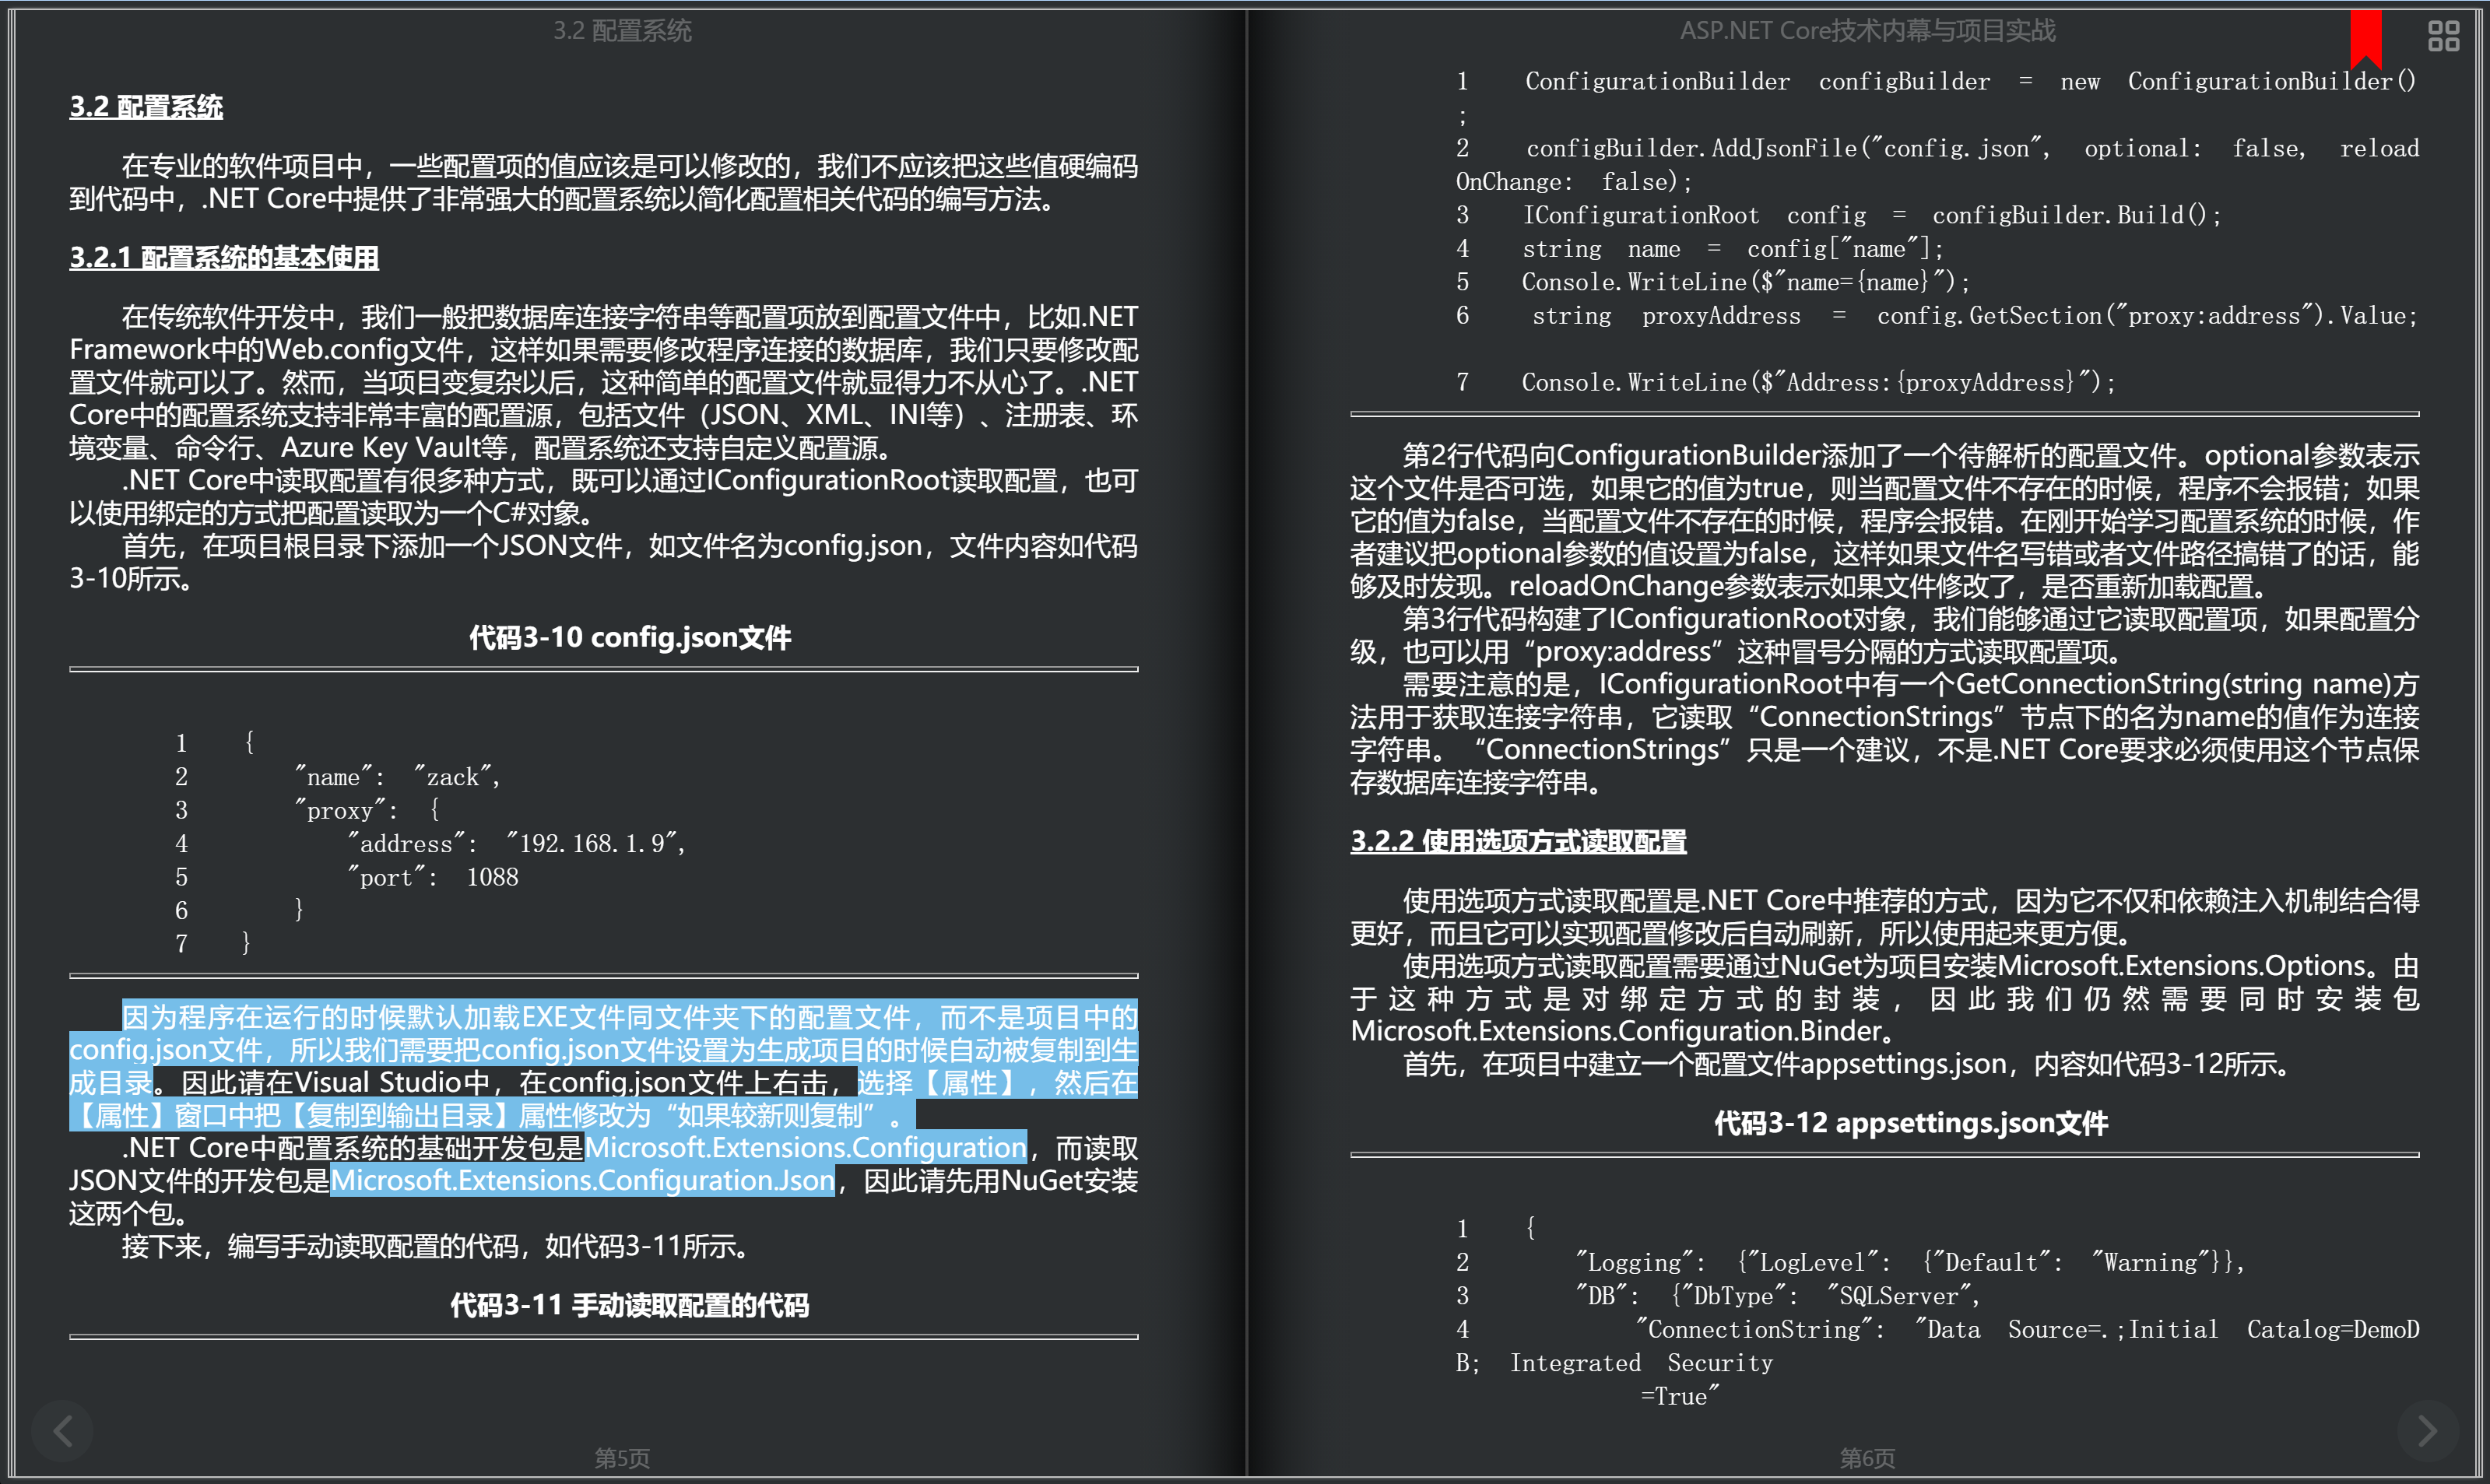 3.2 配置系统
3.2 配置系统
在专业的软件项目中，一些配置项的值应该是可以修改的，我们不应该把这些值硬编码
到代码中，.NET Core中提供了非常强大的配置系统以简化配置相关代码的编写方法。
3.2.1 配置系统的基本使用
在传统软件开发中，我们一般把数据库连接字符串等配置项放到配置文件中，比如.NET
Framework中的Web.config文件，这样如果需要修改程序连接的数据库，我们只要修改配
置文件就可以了。然而，当项目变复杂以后，这种简单的配置文件就显得力不从心了。.NET
Core中的配置系统支持非常丰富的配置源，包括文件（JSON、XML、INI等）、注册表、环
境变量、命令行、Azure Key Vault等，配置系统还支持自定义配置源。
.NET Core中读取配置有很多种方式，既可以通过IConfigurationRoot读取配置，也可
以使用绑定的方式把配置读取为一个C#对象。
首先，在项目根目录下添加一个JSON文件，如文件名为config.json，文件内容如代码
3-10所示。
代码3-10 config.json文件
1 {
2 "name": "zack",
3 "proxy": {
4 "address": "192.168.1.9",
5 "port": 1088
6 }
7 }
因为程序在运行的时候默认加载EXE文件同文件夹下的配置文件，而不是项目中的
config.json文件，所以我们需要把config.json文件设置为生成项目的时候自动被复制到生
成目录。因此请在Visual Studio中，在config.json文件上右击，选择【属性】，然后在
【属性】窗口中把【复制到输出目录】属性修改为“如果较新则复制”。
.NET Core中配置系统的基础开发包是Microsoft.Extensions.Configuration，而读取
JSON文件的开发包是Microsoft.Extensions.Configuration.Json，因此请先用NuGet安装
这两个包。
接下来，编写手动读取配置的代码，如代码3-11所示。
代码3-11 手动读取配置的代码
第5页
ASP.NET Core技术内幕与项目实战
1 ConfigurationBuilder configBuilder = new ConfigurationBuilder()
;
2 configBuilder.AddJsonFile("config.json", optional: false, reload
OnChange: false);
3 IConfigurationRoot config = configBuilder.Build();
4 string name = config["name"];
5 Console.WriteLine($"name={name}");
6 string proxyAddress = config.GetSection("proxy:address").Value;
7 Console.WriteLine($"Address:{proxyAddress}");
第2行代码向ConfigurationBuilder添加了一个待解析的配置文件。optional参数表示
这个文件是否可选，如果它的值为true，则当配置文件不存在的时候，程序不会报错；如果
它的值为false，当配置文件不存在的时候，程序会报错。在刚开始学习配置系统的时候，作
者建议把optional参数的值设置为false，这样如果文件名写错或者文件路径搞错了的话，能
够及时发现。reloadOnChange参数表示如果文件修改了，是否重新加载配置。
第3行代码构建了IConfigurationRoot对象，我们能够通过它读取配置项，如果配置分
级，也可以用“proxy:address”这种冒号分隔的方式读取配置项。
需要注意的是，IConfigurationRoot中有一个GetConnectionString(string name)方
法用于获取连接字符串，它读取“ConnectionStrings”节点下的名为name的值作为连接
字符串。“ConnectionStrings”只是一个建议，不是.NET Core要求必须使用这个节点保
存数据库连接字符串。
3.2.2 使用选项方式读取配置
使用选项方式读取配置是.NET Core中推荐的方式，因为它不仅和依赖注入机制结合得
更好，而且它可以实现配置修改后自动刷新，所以使用起来更方便。
使用选项方式读取配置需要通过NuGet为项目安装Microsoft.Extensions.Options。由
于这种方式是对绑定方式的封装，因此我们仍然需要同时安装包
Microsoft.Extensions.Configuration.Binder。
首先，在项目中建立一个配置文件appsettings.json，内容如代码3-12所示。
代码3-12 appsettings.json文件
1 {
2 "Logging": {"LogLevel": {"Default": "Warning"}},
3 "DB": {"DbType": "SQLServer",
4 "ConnectionString": "Data Source=.;Initial Catalog=DemoD
B; Integrated Security
=True"
第6页